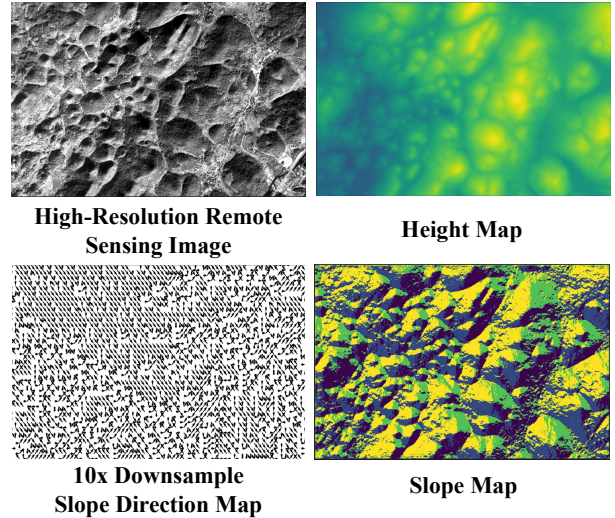 High-Resolution Remote
Sensing Image
Height Map
10x Downsample
Slope Direction Map
Slope Map